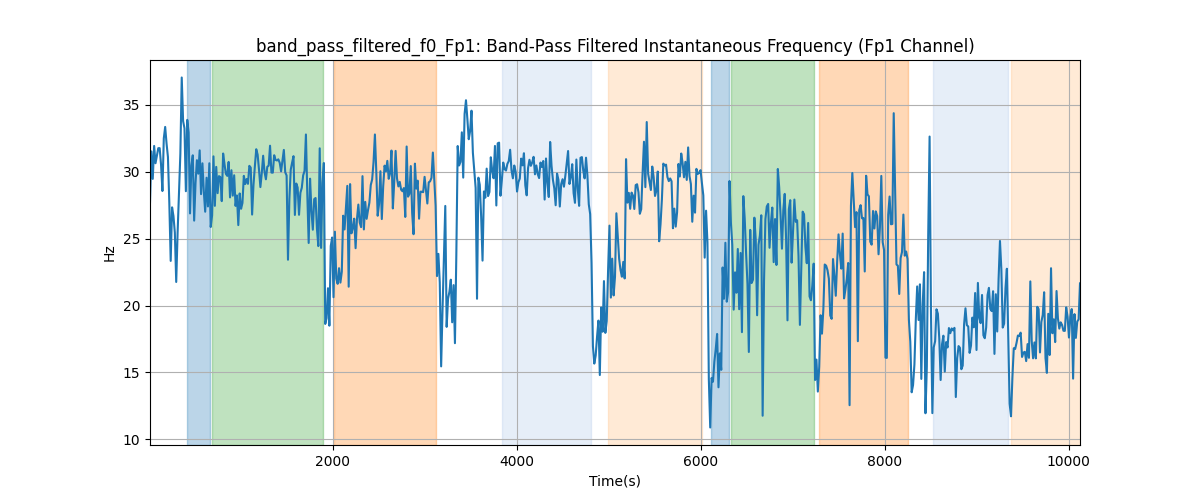 band_pass_filtered_f0_Fp1: Band-Pass Filtered Instantaneous Frequency (Fp1 Channel)
35
30
25
20
15
10
Hz
2000 4000 6000 8000 10000
Time(s)